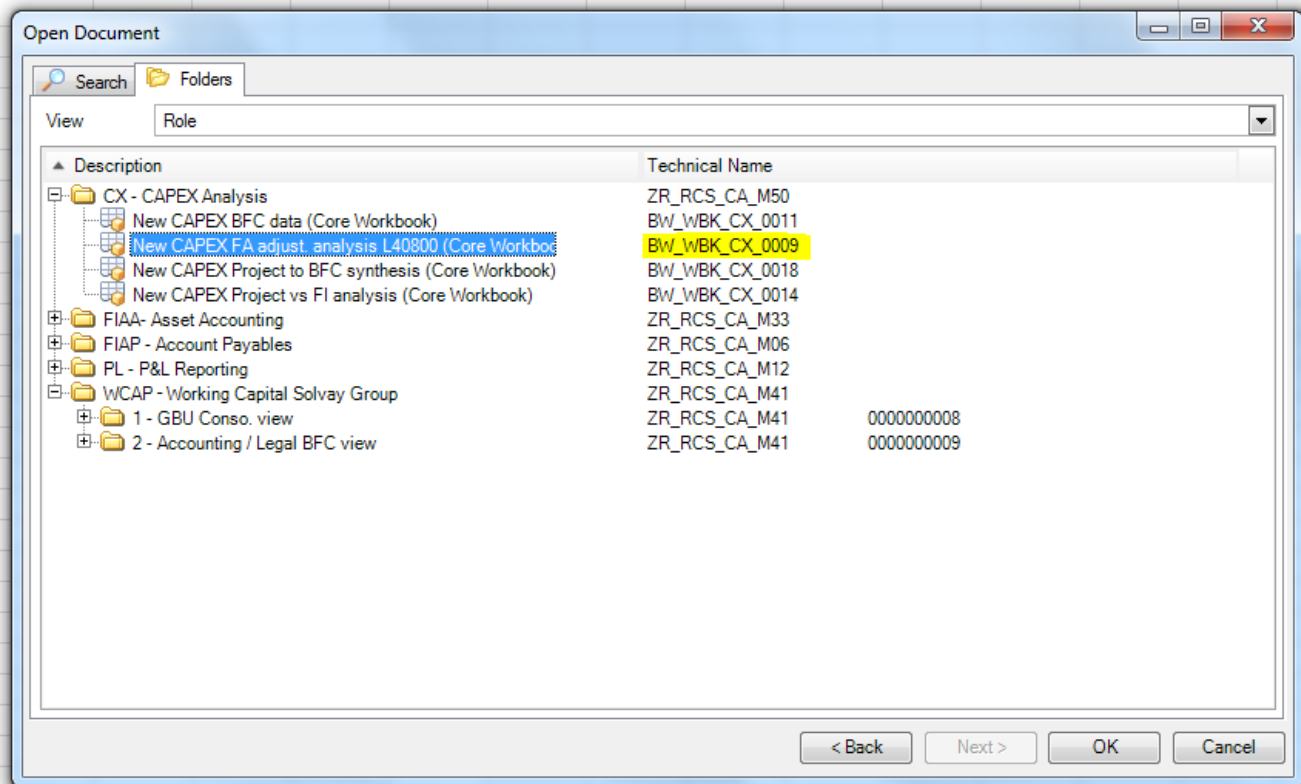 Open Document
Search Folders
View Role
Description Technical Name
CX - CAPEX Analysis ZR_RCS_CA_M50
New CAPEX BFC data (Core Workbook) BW_WBK_CX_0011
New CAPEX FA adjust. analysis L40800 (Core Workboo BW_WBK_CX_0009
New CAPEX Project to BFC synthesis (Core Workbook) BW_WBK_CX_0018
New CAPEX Project vs FI analysis (Core Workbook) BW_WBK_CX_0014
FIAA- Asset Accounting ZR_RCS_CA_M33
FIAP - Account Payables ZR_RCS_CA_M06
PL - P&L Reporting ZR_RCS_CA_M12
WCAP - Working Capital Solvay Group ZR_RCS_CA_M41
1 - GBU Conso. view ZR_RCS_CA_M41 0000000008
2 - Accounting / Legal BFC view ZR_RCS_CA_M41 0000000009
< Back Next > OK Cancel